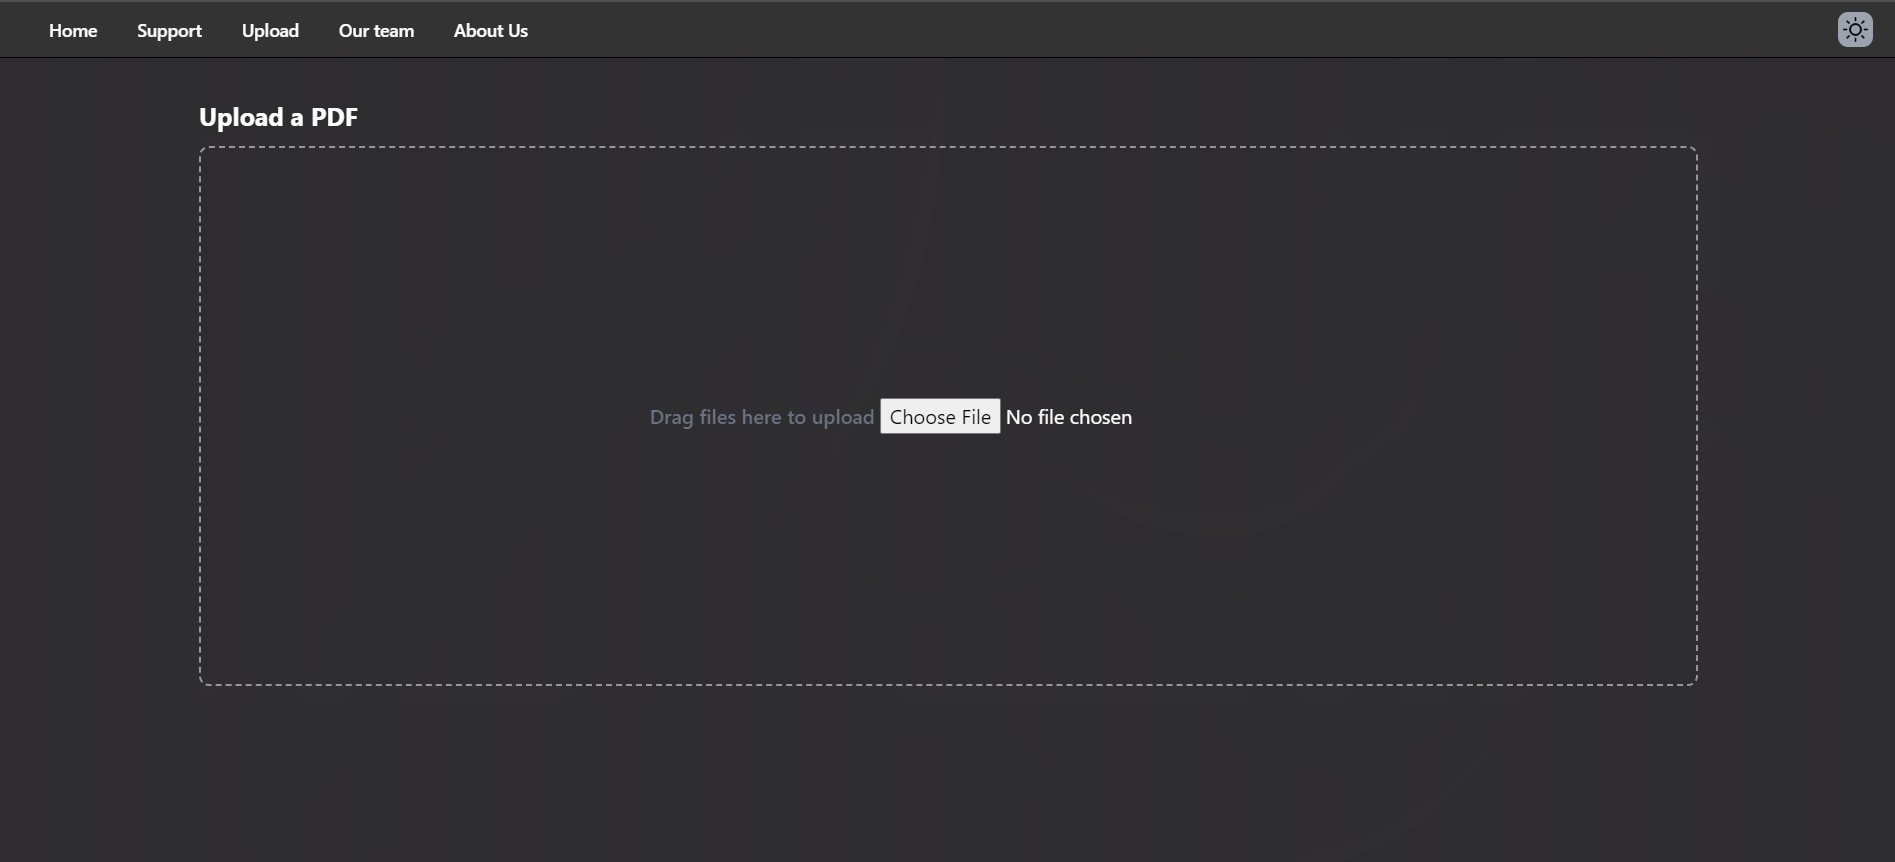 Home Support Upload Our team About Us
Upload a PDF
Drag files here to upload Choose File No file chosen